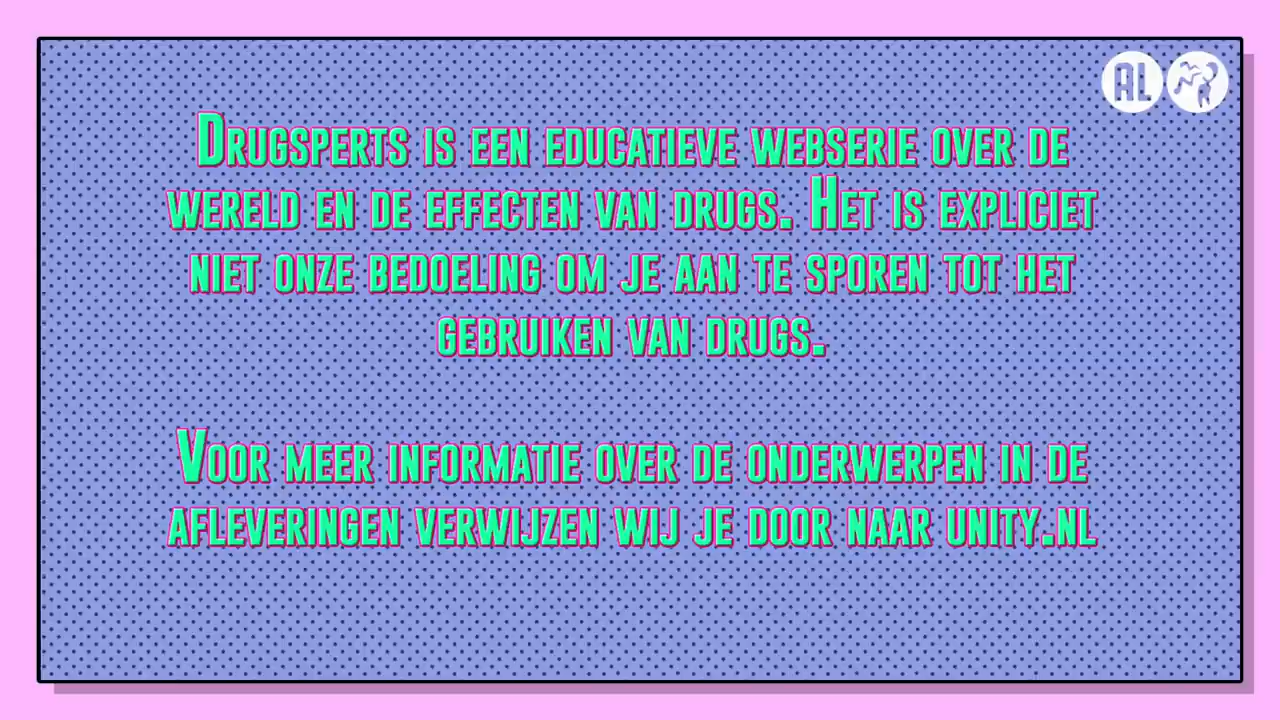 AL
Drugsperts is een educatieve webserie over de
wereld en de effecten van drugs. Het is expliciet
niet onze bedoeling om je aan te sporen tot het
gebruiken van drugs.
Voor meer informatie over de onderwerpen in de
afleveringen verwijzen wij je door naar unity.nl